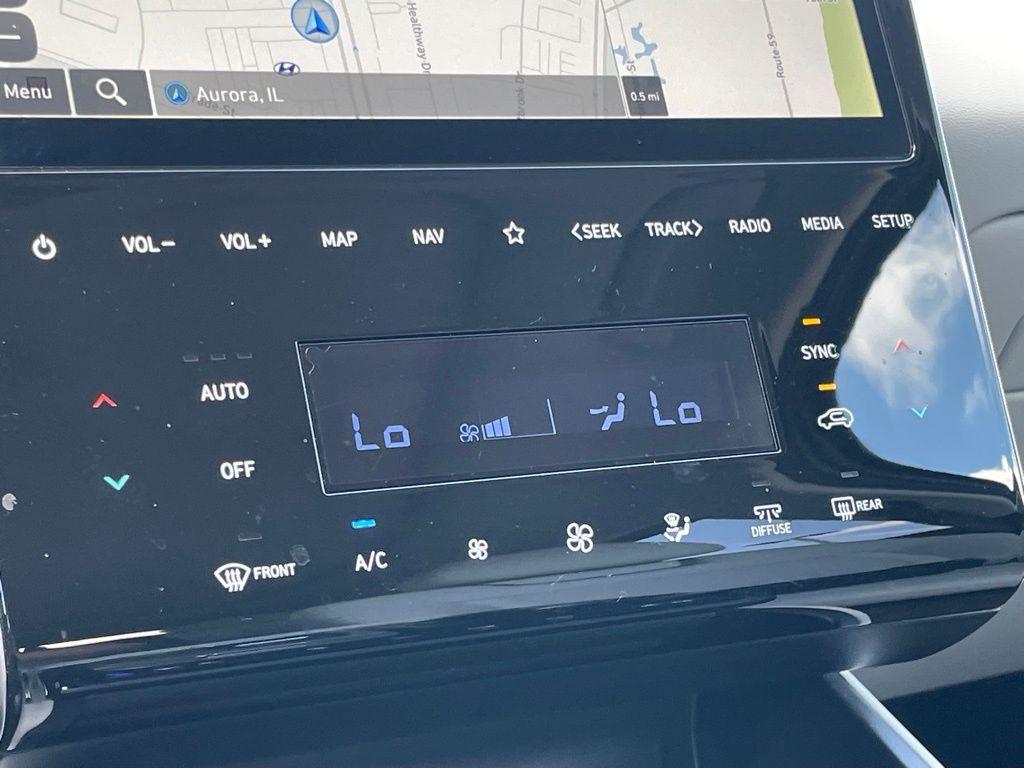 Healthway Dr
Route 59
St
Menu
Aurora, IL
0.5 mi
VOL−
VOL+
MAP
NAV
<SEEK
TRACK>
RADIO
MEDIA
SETUP
AUTO
SYNC
Lo
Lo
OFF
FRONT
A/C
DIFFUSE
REAR